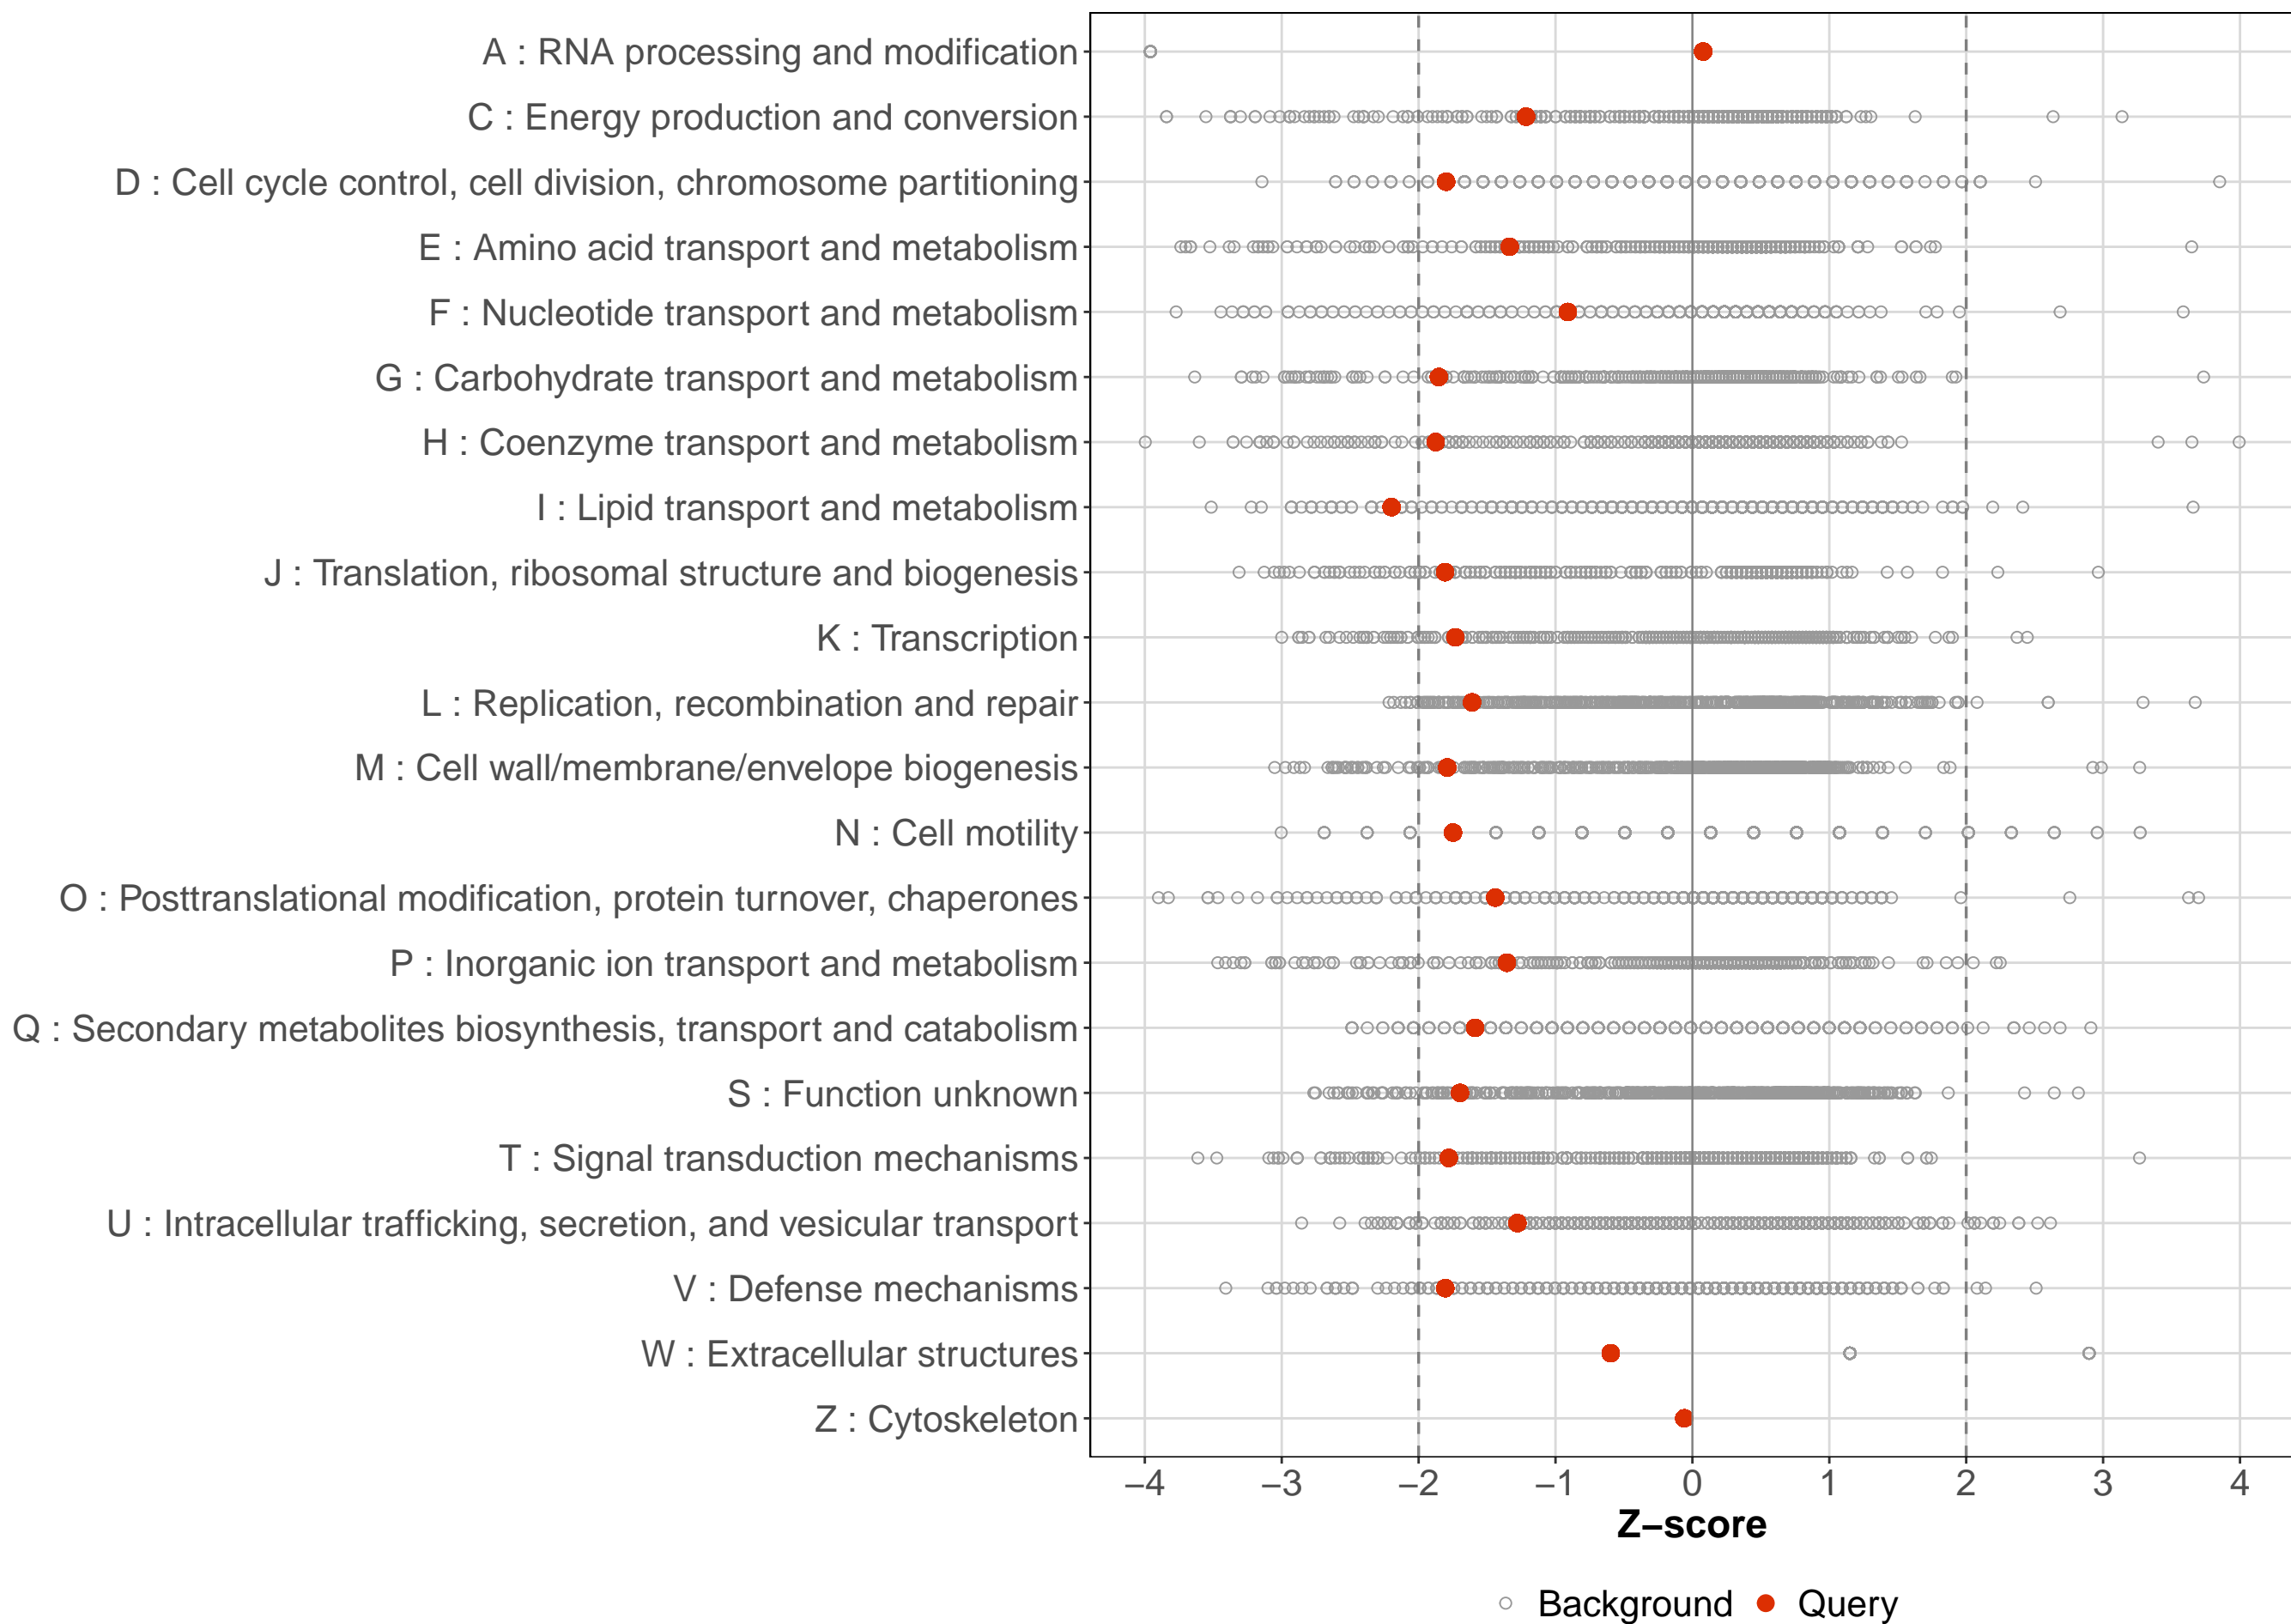 A : RNA processing and modification
C : Energy production and conversion
D : Cell cycle control, cell division, chromosome partitioning
E : Amino acid transport and metabolism
F : Nucleotide transport and metabolism
G : Carbohydrate transport and metabolism
H : Coenzyme transport and metabolism
I : Lipid transport and metabolism
J : Translation, ribosomal structure and biogenesis
K : Transcription
L : Replication, recombination and repair
M : Cell wall/membrane/envelope biogenesis
N : Cell motility
O : Posttranslational modification, protein turnover, chaperones
P : Inorganic ion transport and metabolism
Q : Secondary metabolites biosynthesis, transport and catabolism
S : Function unknown
T : Signal transduction mechanisms
U : Intracellular trafficking, secretion, and vesicular transport
V : Defense mechanisms
W : Extracellular structures
Z : Cytoskeleton
−4 −3 −2 −1 0 1 2 3 4
Z−score
Background Query